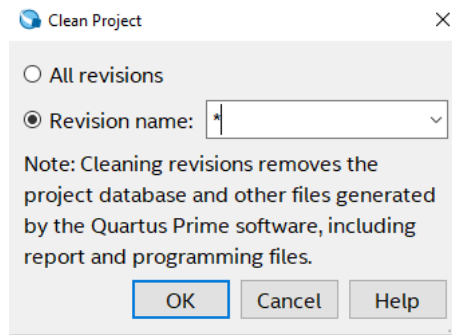 Clean Project
All revisions
Revision name: *
Note: Cleaning revisions removes the
project database and other files generated
by the Quartus Prime software, including
report and programming files.
OK Cancel Help